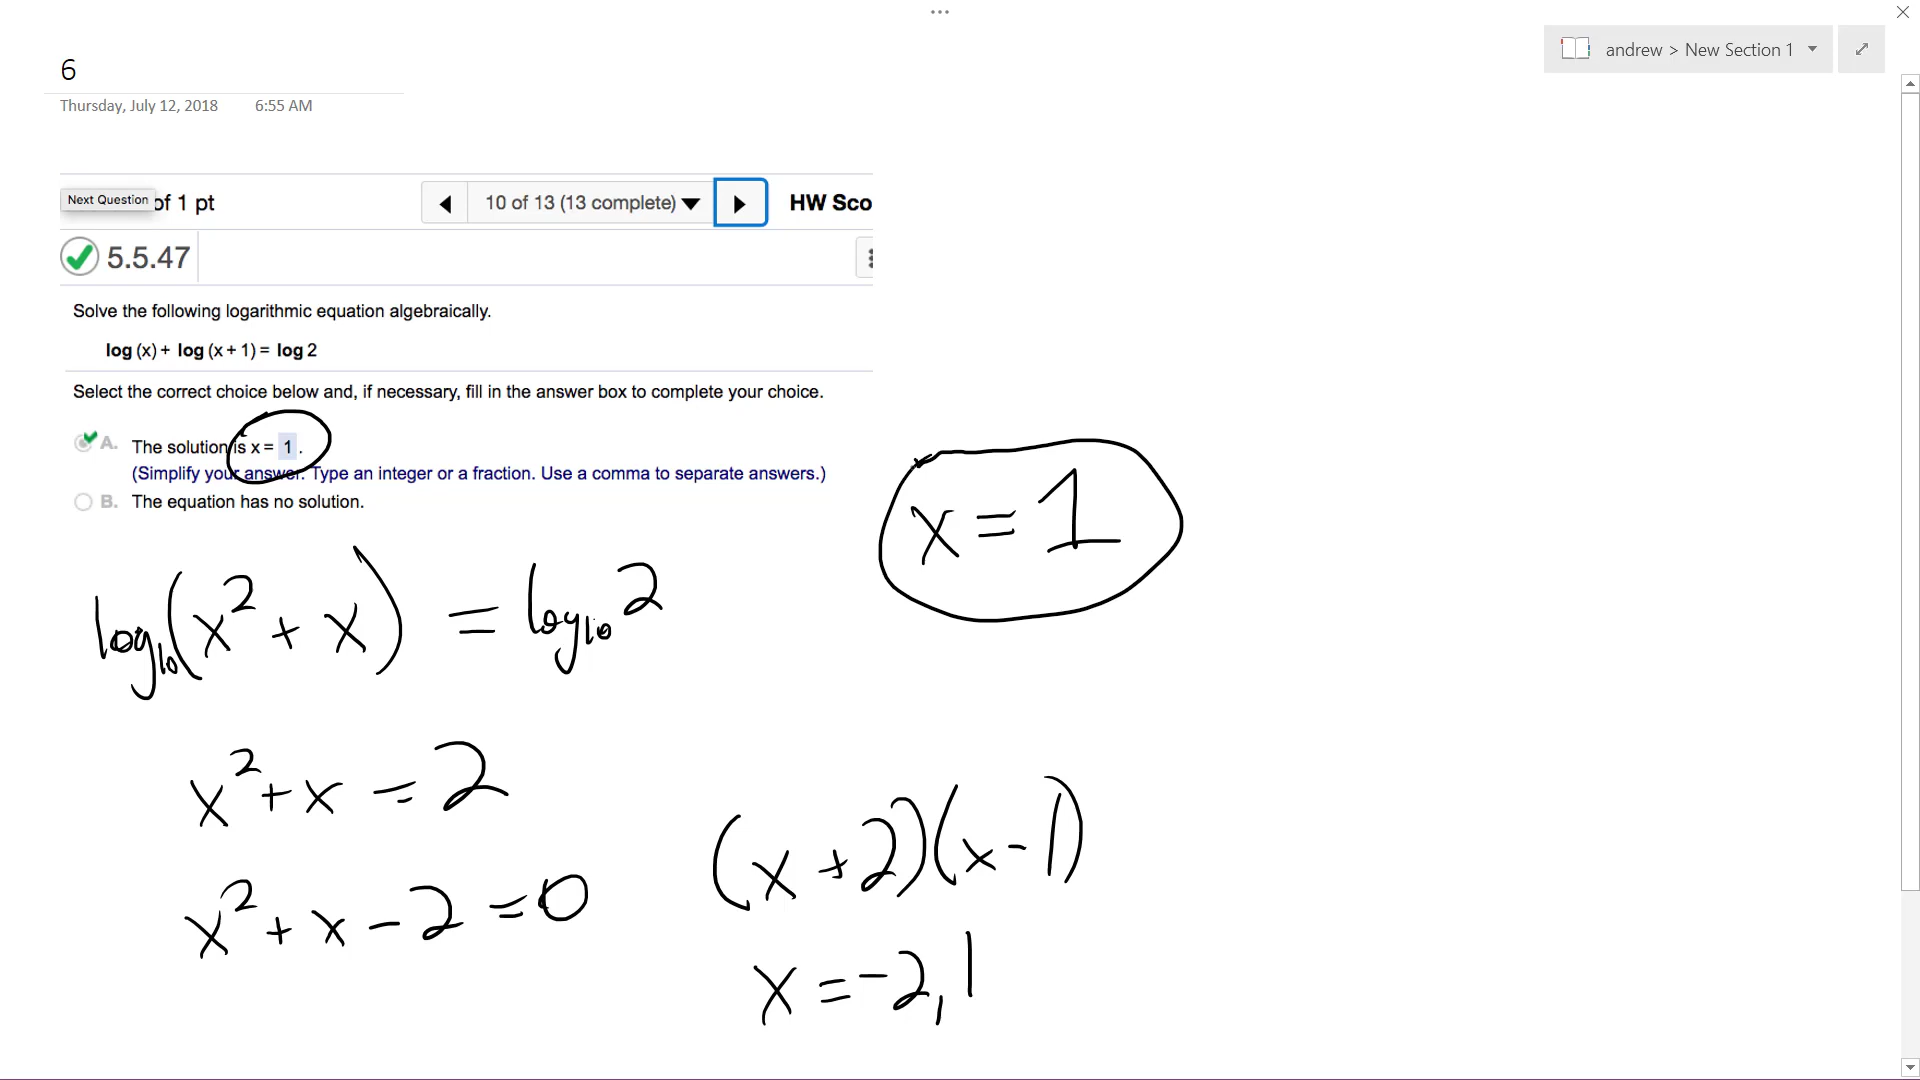 ...
andrew > New Section 1
6
Thursday, July 12, 2018 6:55 AM
Next Question of 1 pt 10 of 13 (13 complete) HW Sco
5.5.47
Solve the following logarithmic equation algebraically.
log (x) + log (x + 1) = log 2
Select the correct choice below and, if necessary, fill in the answer box to complete your choice.
A. The solution is x = 1.
(Simplify your answer. Type an integer or a fraction. Use a comma to separate answers.)
B. The equation has no solution.
x = 1
log₁₀(x² + x) = log₁₀ 2
x² + x = 2
x² + x - 2 = 0
(x + 2)(x - 1)
x = -2, 1